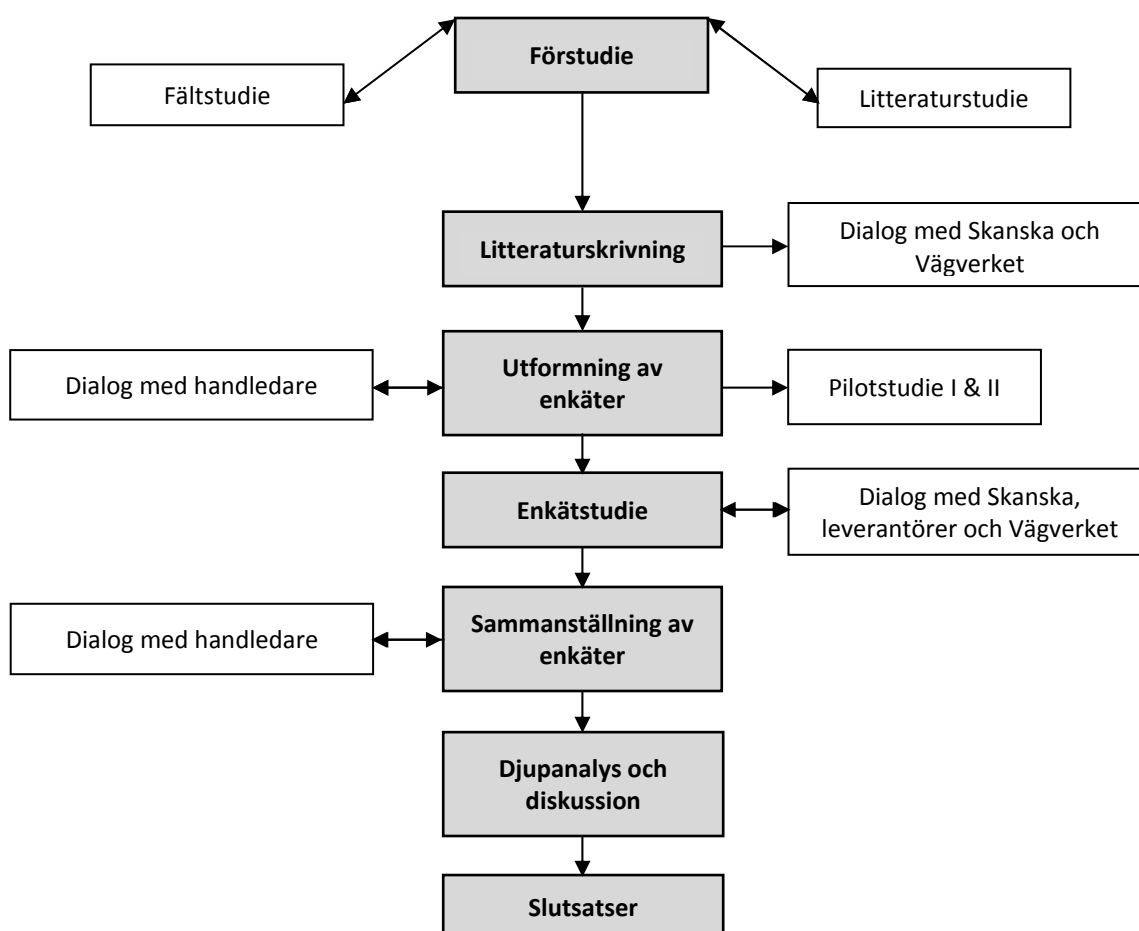 Förstudie
Fältstudie
Litteraturstudie
Litteraturskrivning
Dialog med Skanska och
Vägverket
Utformning av
enkäter
Dialog med handledare
Pilotstudie I & II
Enkätstudie
Dialog med Skanska,
leverantörer och Vägverket
Sammanställning av
enkäter
Dialog med handledare
Djupanalys och
diskussion
Slutsatser